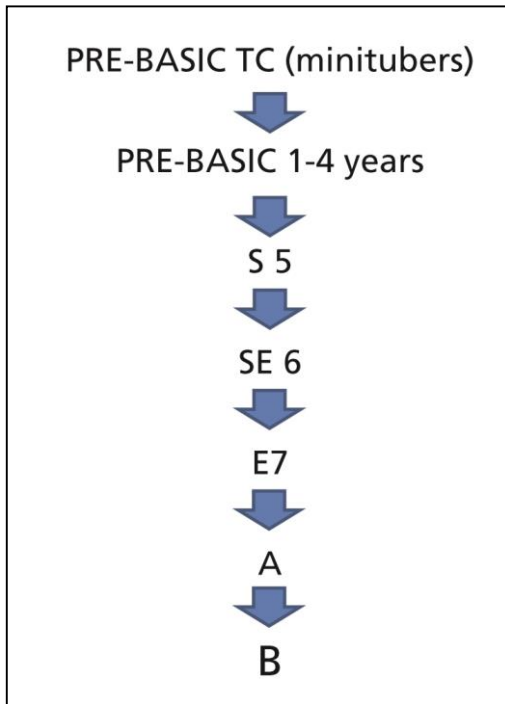 PRE-BASIC TC (minitubers)
PRE-BASIC 1-4 years
S 5
SE 6
E7
A
B